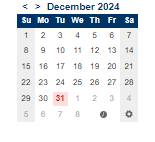 < > December 2024
Su Mo Tu We Th Fr Sa
1 2 3 4 5 6 7
8 9 10 11 12 13 14
15 16 17 18 19 20 21
22 23 24 25 26 27 28
29 30 31 1 2 3 4
5 6 7 8